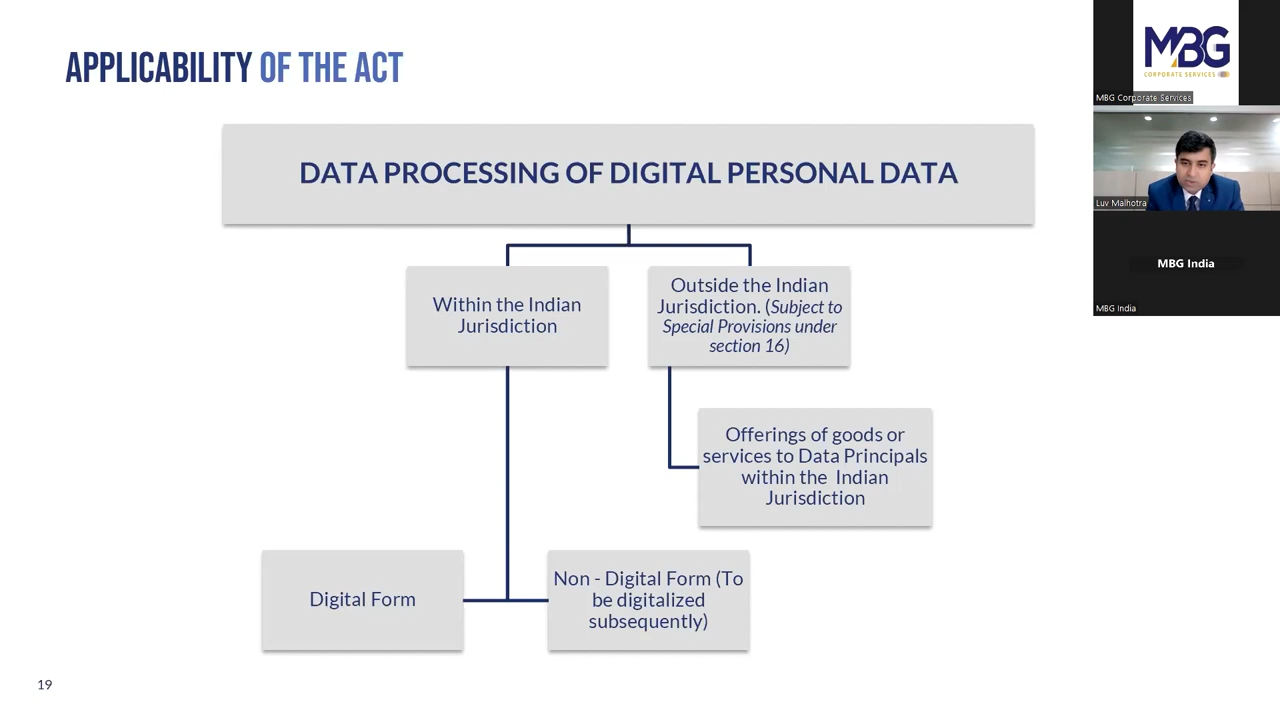 APPLICABILITY OF THE ACT
DATA PROCESSING OF DIGITAL PERSONAL DATA
Within the Indian
Jurisdiction
Outside the Indian
Jurisdiction. (Subject to
Special Provisions under
section 16)
Offerings of goods or
services to Data Principals
within the Indian
Jurisdiction
Digital Form
Non - Digital Form (To
be digitalized
subsequently)
19
MBG
CORPORATE SERVICES
MBG Corporate Services
Luv Malhotra
MBG India
MBG India